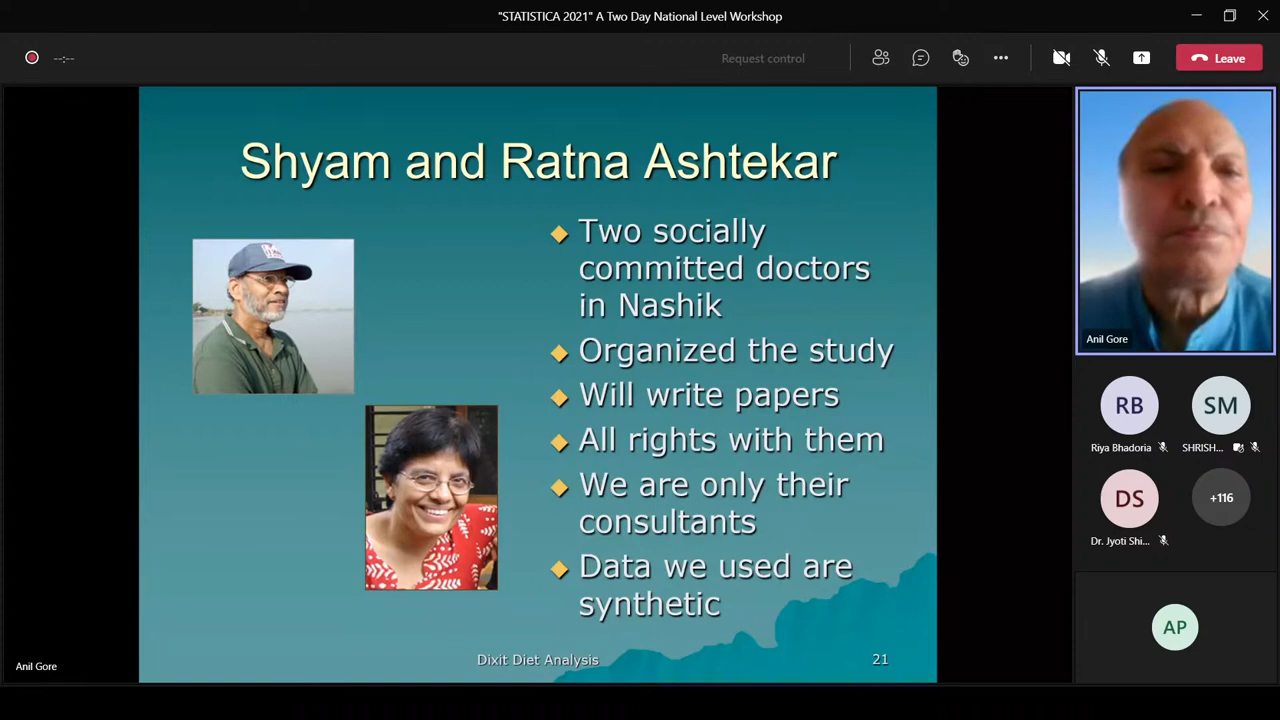 "STATISTICA 2021" A Two Day National Level Workshop
--:--
Request control
Leave
Shyam and Ratna Ashtekar
Two socially
committed doctors
in Nashik
Organized the study
Will write papers
All rights with them
We are only their
consultants
Data we used are
synthetic
Dixit Diet Analysis
21
Anil Gore
Anil Gore
RB
SM
Riya Bhadoria
SHRISH...
DS
+116
Dr. Jyoti Shi...
AP